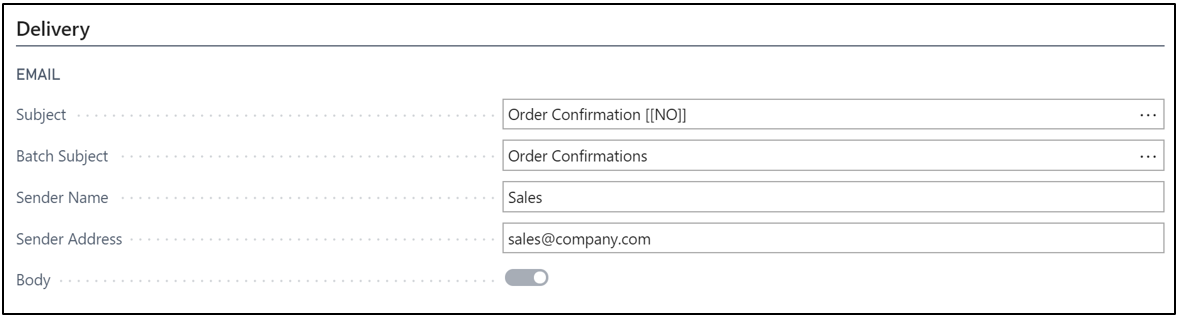 Delivery
EMAIL
Subject Order Confirmation [[NO]] ...
Batch Subject Order Confirmations ...
Sender Name Sales
Sender Address sales@company.com
Body